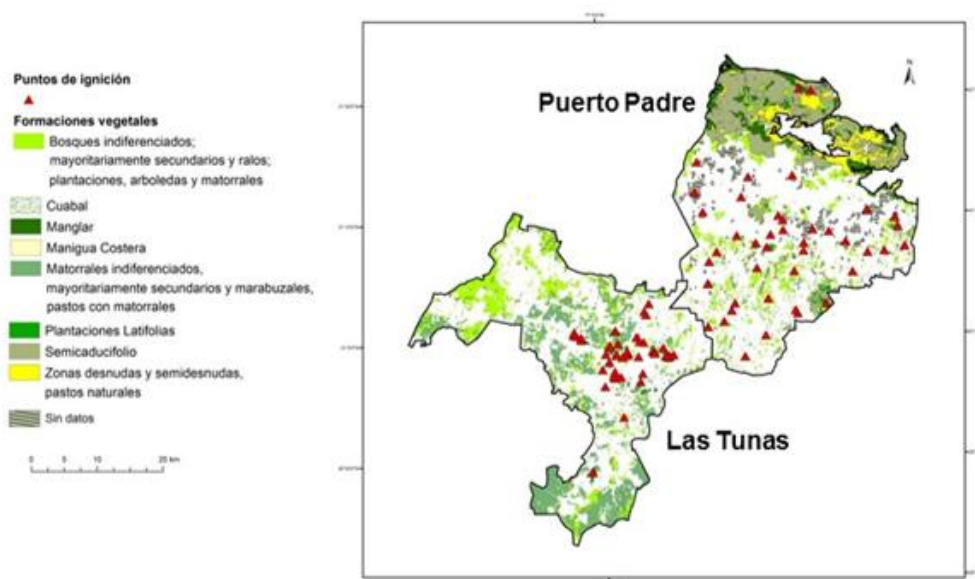 Puntos de ignición
Formaciones vegetales
Bosques indiferenciados;
mayoritariamente secundarios y ralos;
plantaciones, arboledas y matorrales
Cuabal
Manglar
Manigua Costera
Matorrales indiferenciados,
mayoritariamente secundarios y marabuzales,
pastos con matorrales
Plantaciones Latifolias
Semicaducifolio
Zonas desnudas y semidesnudas,
pastos naturales
Sin datos
0 5 10 20 km
N
Puerto Padre
Las Tunas